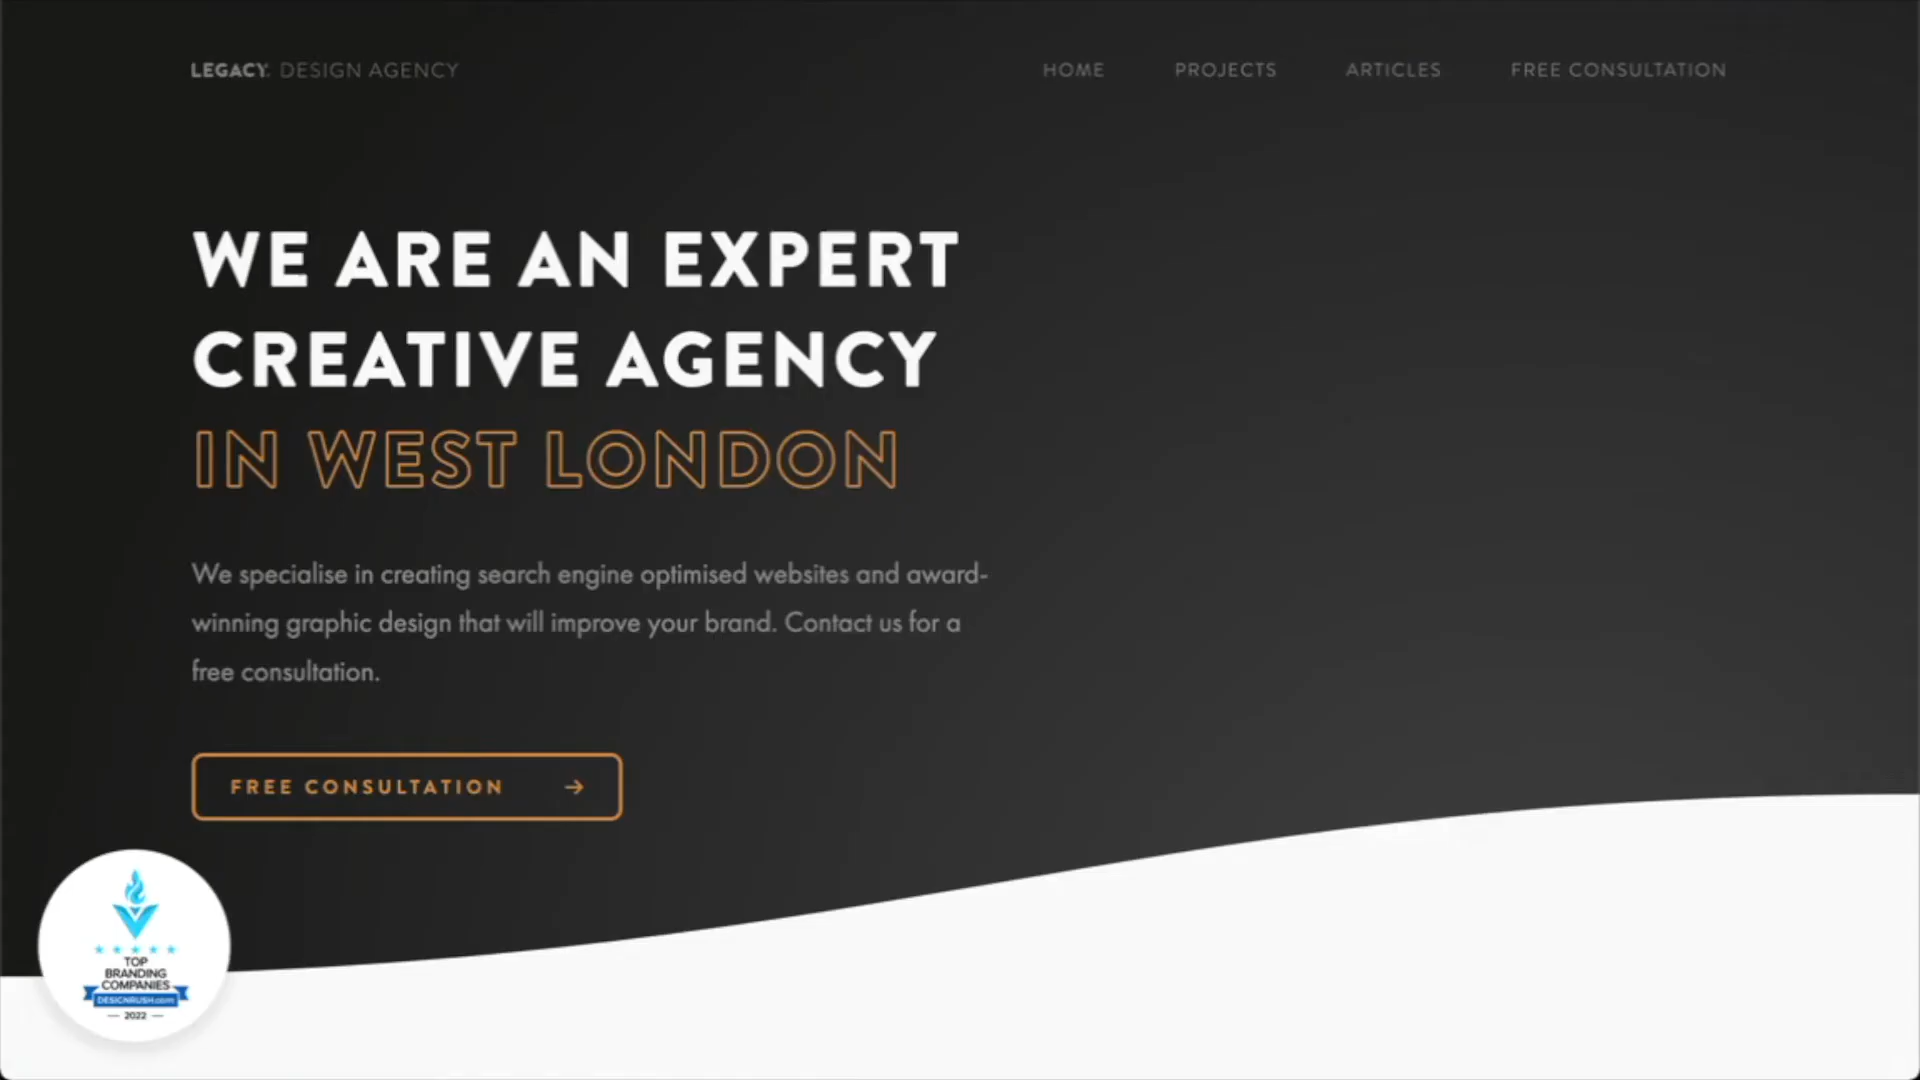 LEGACY. DESIGN AGENCY
HOME PROJECTS ARTICLES FREE CONSULTATION
WE ARE AN EXPERT
CREATIVE AGENCY
IN WEST LONDON
We specialise in creating search engine optimised websites and award-
winning graphic design that will improve your brand. Contact us for a
free consultation.
FREE CONSULTATION →
TOP
BRANDING
COMPANIES
DESIGNRUSH.com
— 2022 —